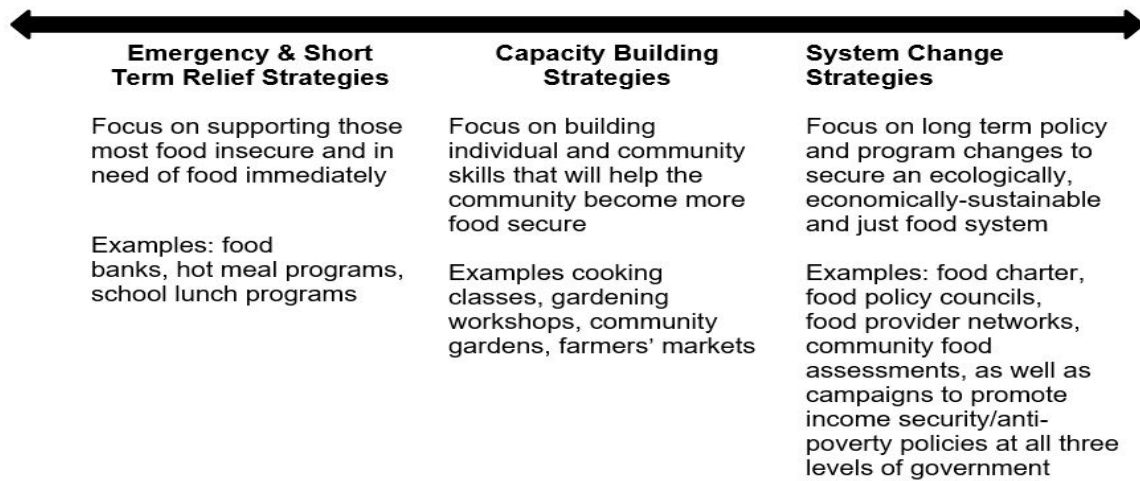 Emergency & Short
Term Relief Strategies
Focus on supporting those
most food insecure and in
need of food immediately
Examples: food
banks, hot meal programs,
school lunch programs
Capacity Building
Strategies
Focus on building
individual and community
skills that will help the
community become more
food secure
Examples cooking
classes, gardening
workshops, community
gardens, farmers’ markets
System Change
Strategies
Focus on long term policy
and program changes to
secure an ecologically,
economically-sustainable
and just food system
Examples: food charter,
food policy councils,
food provider networks,
community food
assessments, as well as
campaigns to promote
income security/anti-
poverty policies at all three
levels of government